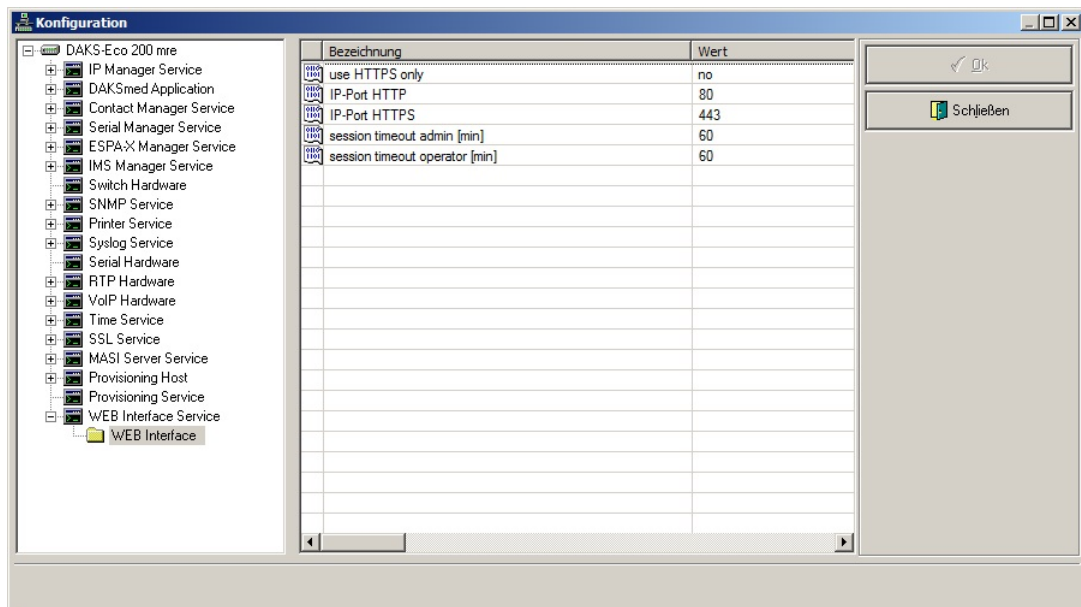 Konfiguration
DAKS-Eco 200 mre
IP Manager Service
DAKSmed Application
Contact Manager Service
Serial Manager Service
ESPA-X Manager Service
IMS Manager Service
Switch Hardware
SNMP Service
Printer Service
Syslog Service
Serial Hardware
RTP Hardware
VoIP Hardware
Time Service
SSL Service
MASI Server Service
Provisioning Host
Provisioning Service
WEB Interface Service
WEB Interface
Bezeichnung Wert
use HTTPS only no
IP-Port HTTP 80
IP-Port HTTPS 443
session timeout admin [min] 60
session timeout operator [min] 60
Ok
Schließen